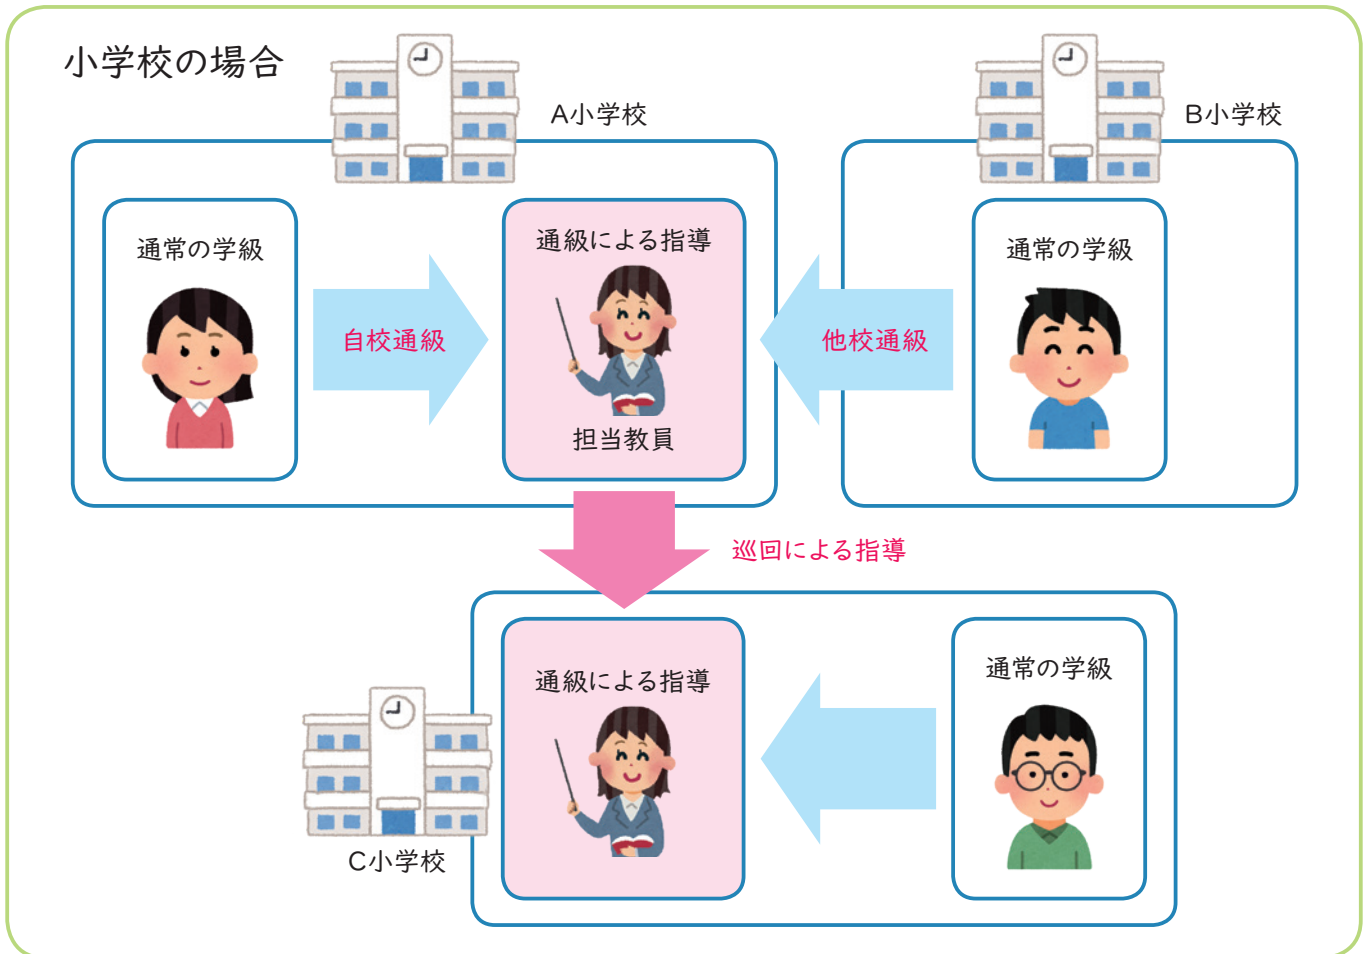 小学校の場合
A小学校
B小学校
通常の学級
自校通級
通級による指導
担当教員
他校通級
通常の学級
巡回による指導
通級による指導
通常の学級
C小学校